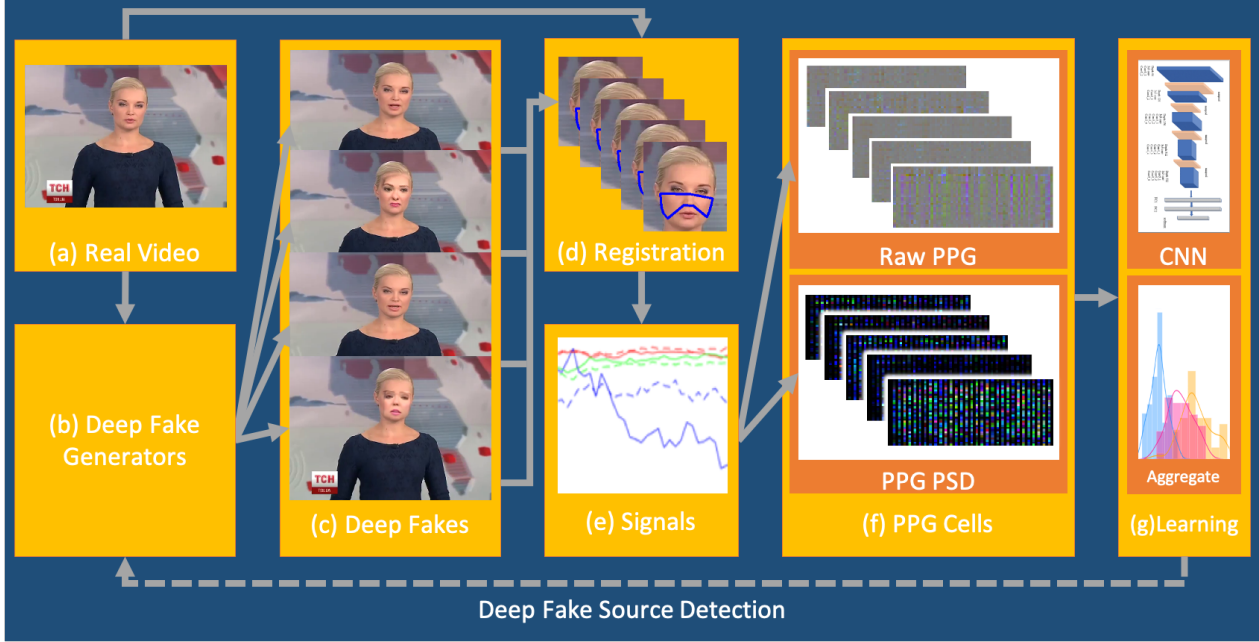 TCH
(a) Real Video
(b) Deep Fake
Generators
TCH
(c) Deep Fakes
(d) Registration
(e) Signals
Raw PPG
PPG PSD
(f) PPG Cells
CNN
Aggregate
(g)Learning
Deep Fake Source Detection